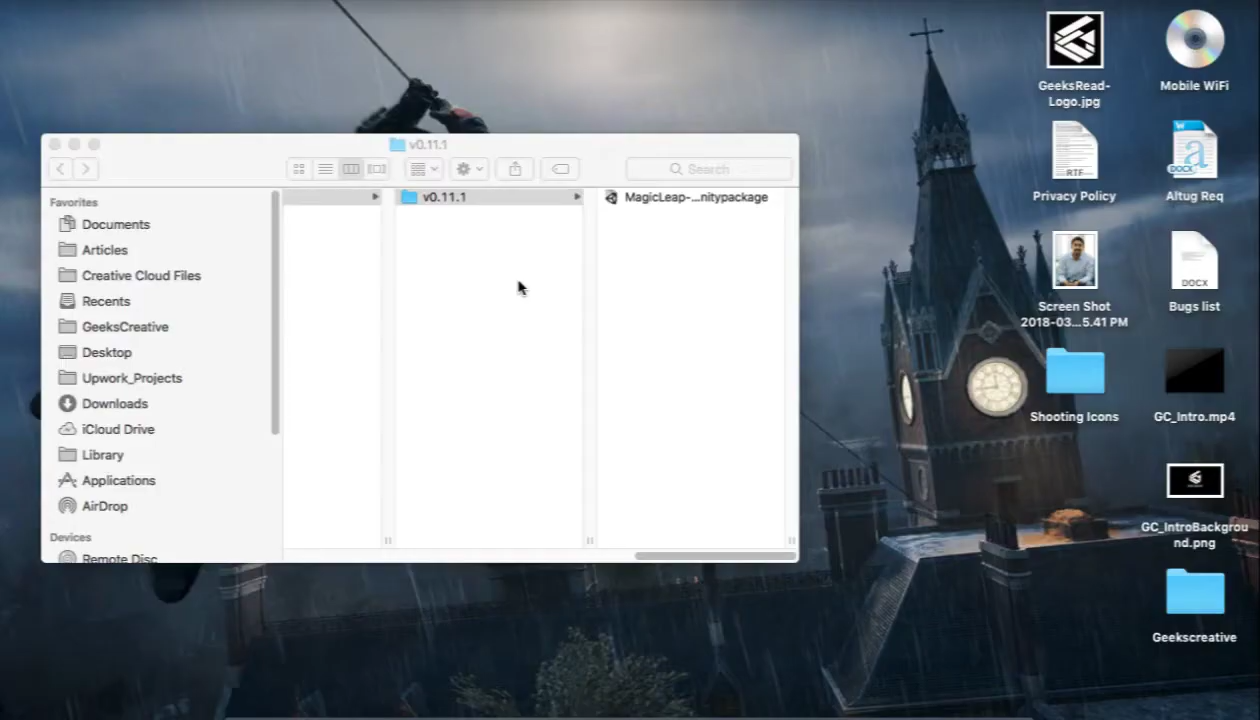 v0.11.1
Search
Favorites
Documents
Articles
Creative Cloud Files
Recents
GeeksCreative
Desktop
Upwork_Projects
Downloads
iCloud Drive
Library
Applications
AirDrop
Devices
Remote Disc
v0.11.1
MagicLeap-...nitypackage
GeeksRead-
Logo.jpg
Mobile WiFi
RTF
Privacy Policy
W
a
DOCX
Altug Req
Screen Shot
2018-03...5.41 PM
DOCX
Bugs list
Shooting Icons
GC_Intro.mp4
GC_IntroBackgrou
nd.png
Geekscreative